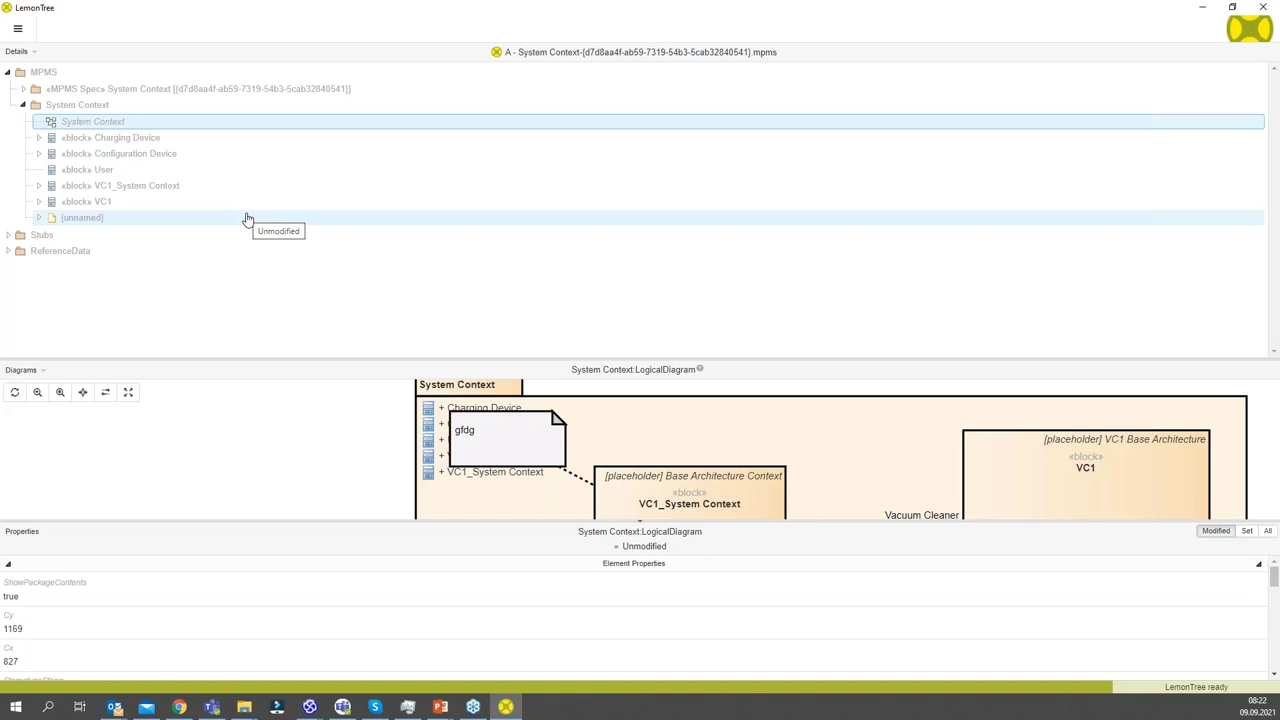 LemonTree
Details
A - System Context-{d7d8aa4f-ab59-7319-54b3-5cab32840541}.mpms
MPMS
«MPMS Spec» System Context [{d7d8aa4f-ab59-7319-54b3-5cab32840541}]
System Context
System Context
«block» Charging Device
«block» Configuration Device
«block» User
«block» VC1_System Context
«block» VC1
[unnamed]
Unmodified
Stubs
ReferenceData
Diagrams
System Context:LogicalDiagram
System Context
+ Charging Device
gfdg
+ VC1_System Context
[placeholder] Base Architecture Context
«block»
VC1_System Context
[placeholder] VC1 Base Architecture
«block»
VC1
Vacuum Cleaner
Properties
System Context:LogicalDiagram
Modified
Set
All
Unmodified
Element Properties
ShowPackageContents
true
Cy
1169
Cx
827
LemonTree ready
08:22
09.09.2021